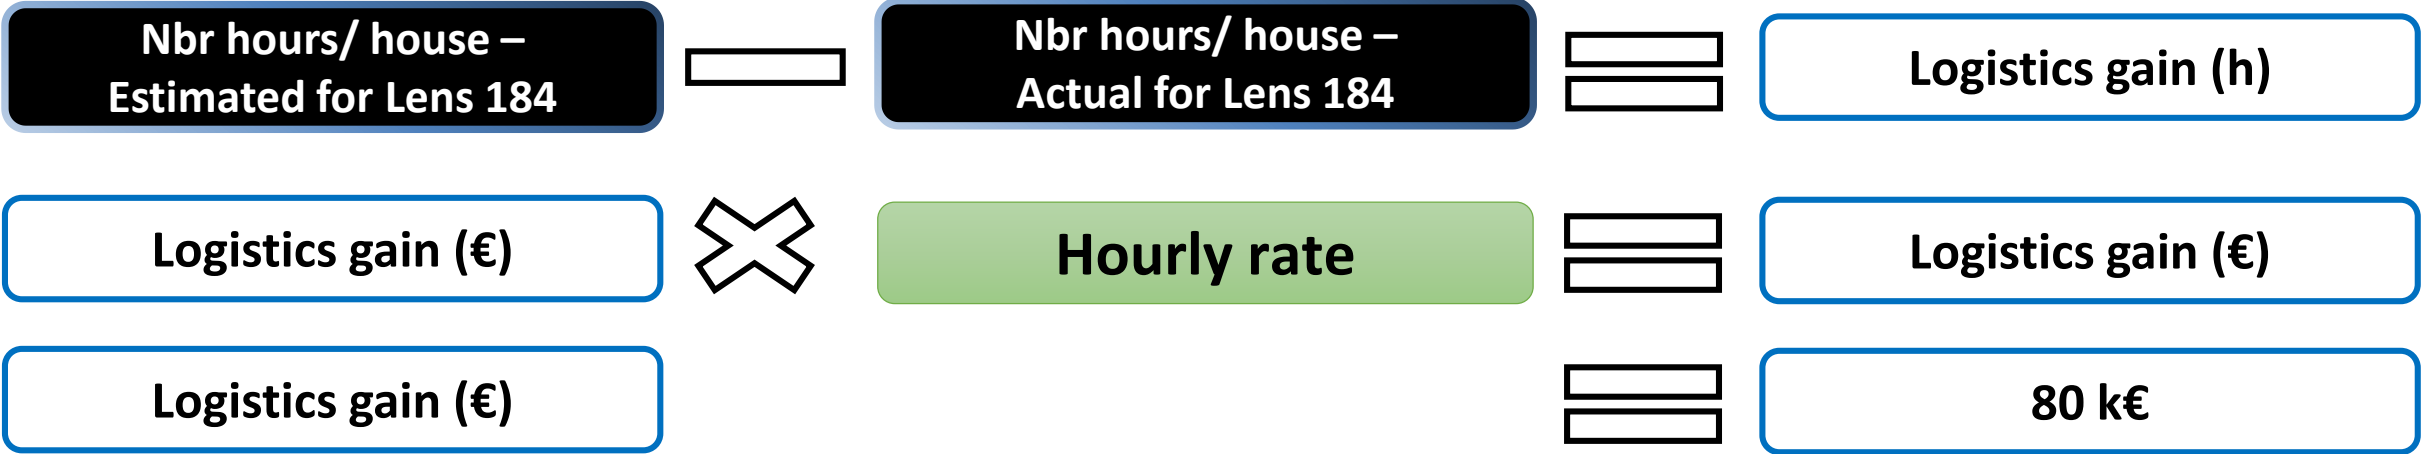 Nbr hours/ house –
Estimated for Lens 184
Nbr hours/ house –
Actual for Lens 184
Logistics gain (h)
Logistics gain (€)
Hourly rate
Logistics gain (€)
Logistics gain (€)
80 k€